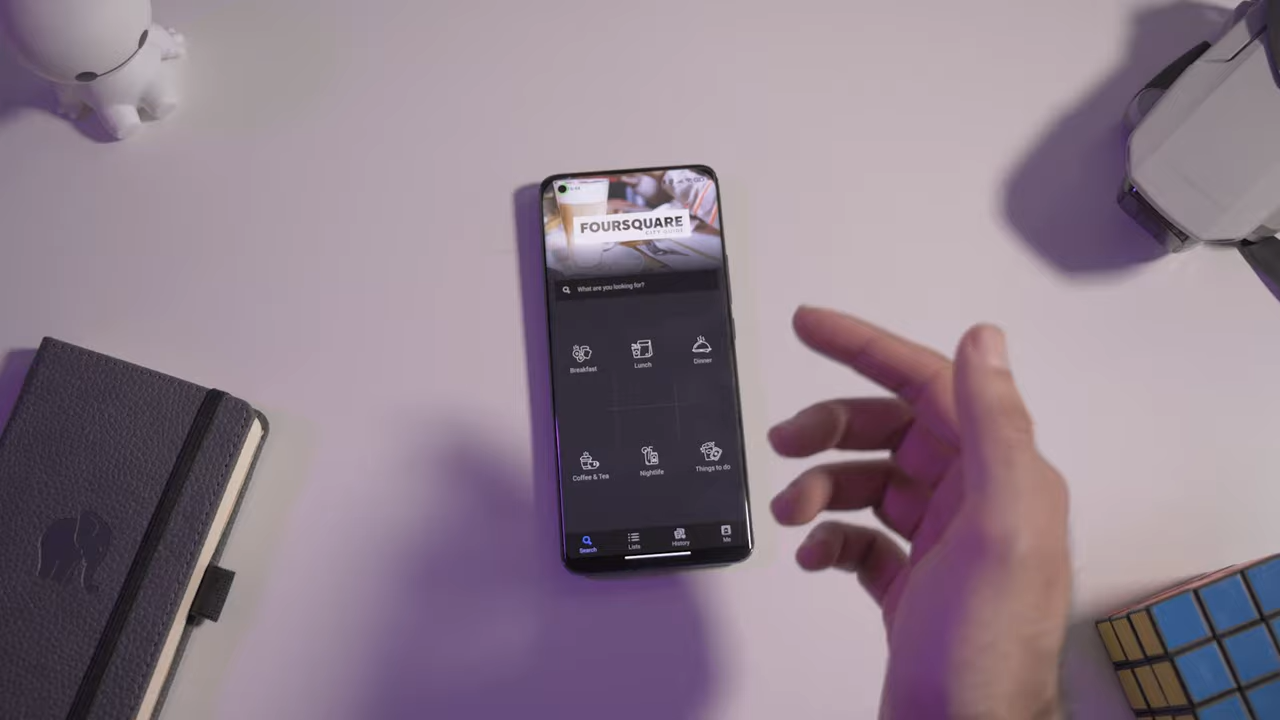 FOURSQUARE
CITY GUIDE
What are you looking for?
Breakfast
Lunch
Dinner
Coffee & Tea
Nightlife
Things to do
Search
Lists
History
Me